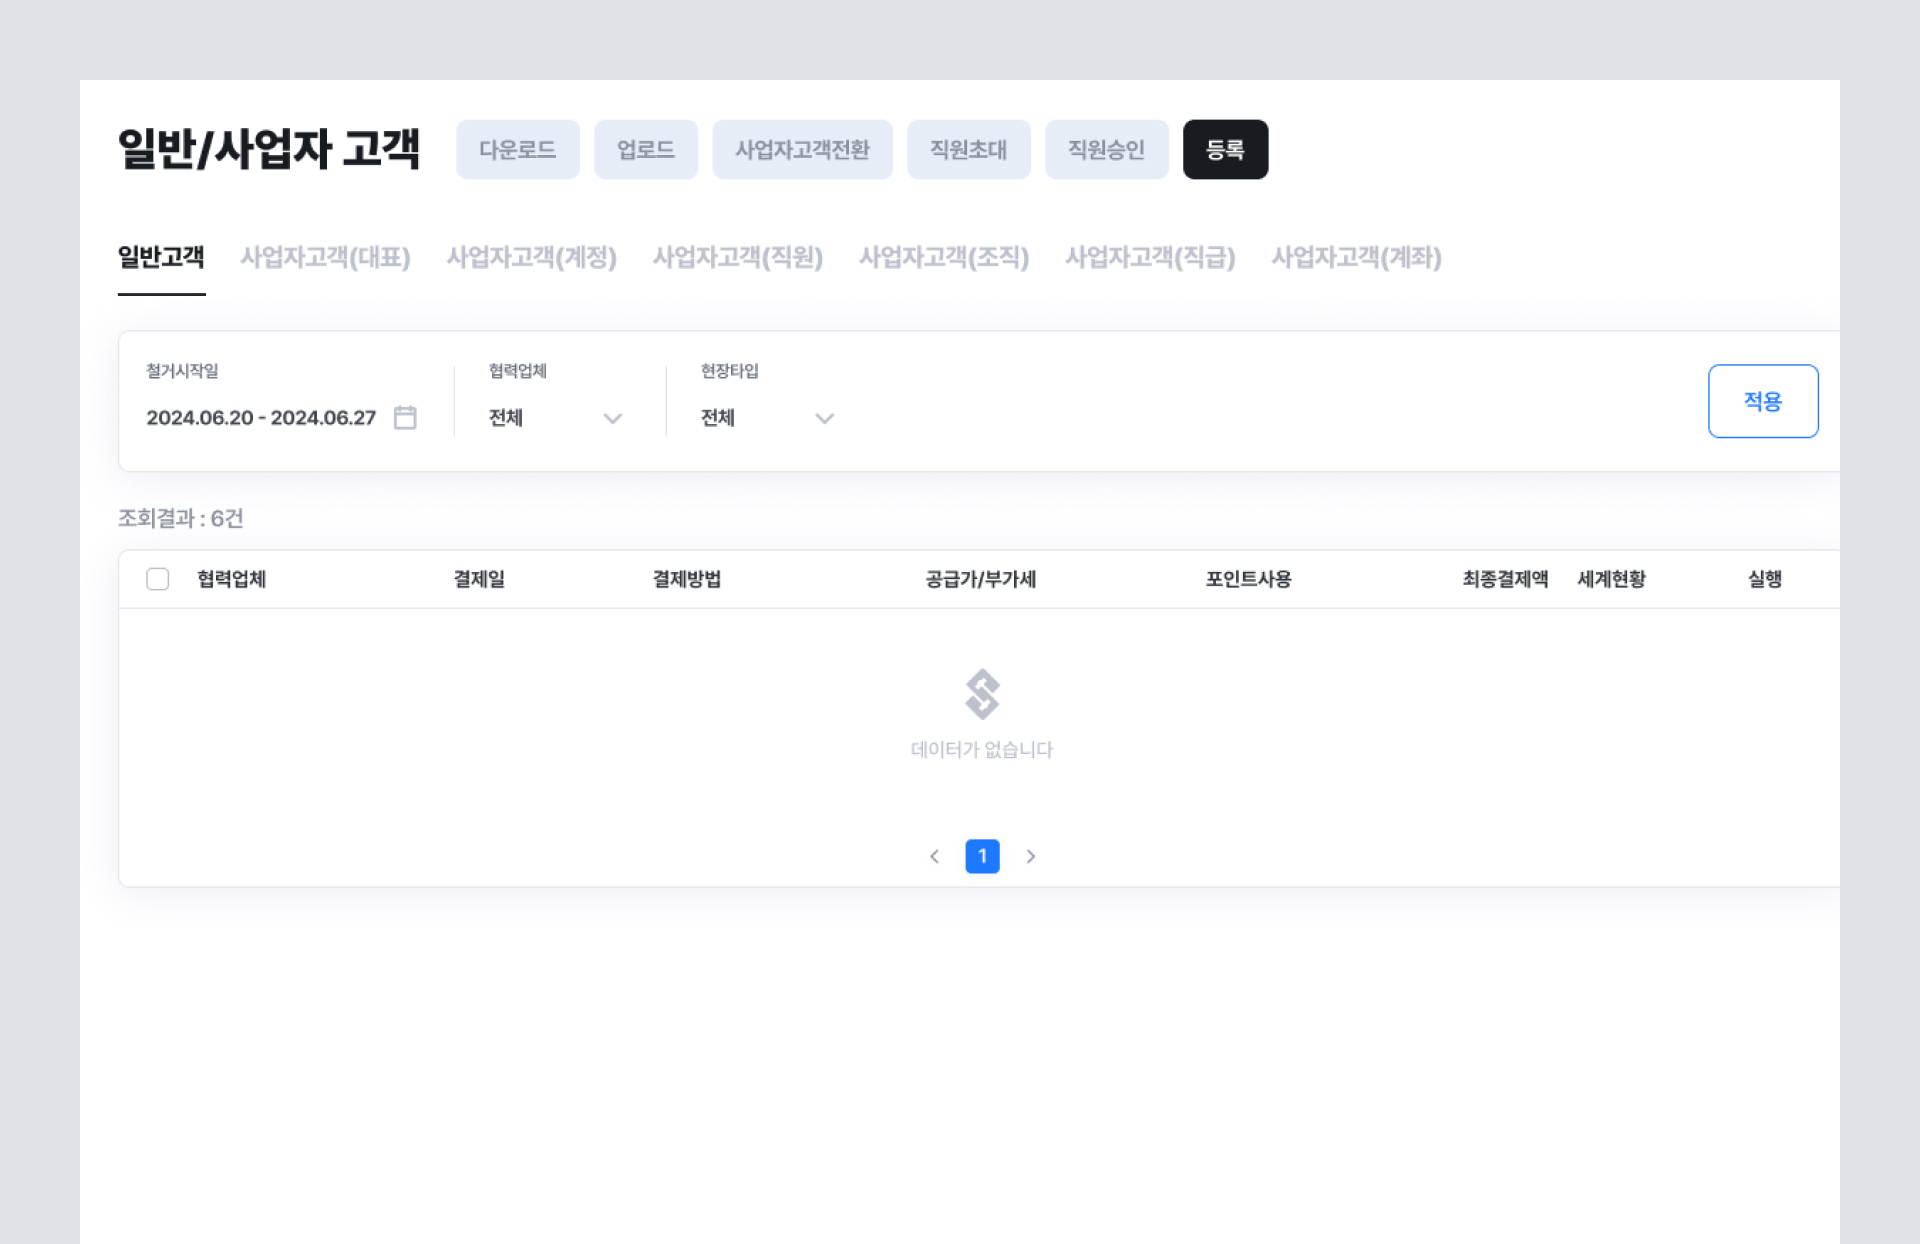 일반/사업자 고객 다운로드 업로드 사업자고객전환 직원초대 직원승인 등록
일반고객 사업자고객(대표) 사업자고객(계정) 사업자고객(직원) 사업자고객(조직) 사업자고객(직급) 사업자고객(계좌)
철거시작일 협력업체 현장타입
2024.06.20 - 2024.06.27 전체 전체 적용
조회결과 : 6건
협력업체 결제일 결제방법 공급가/부가세 포인트사용 최종결제액 세계현황 실행
데이터가 없습니다
1